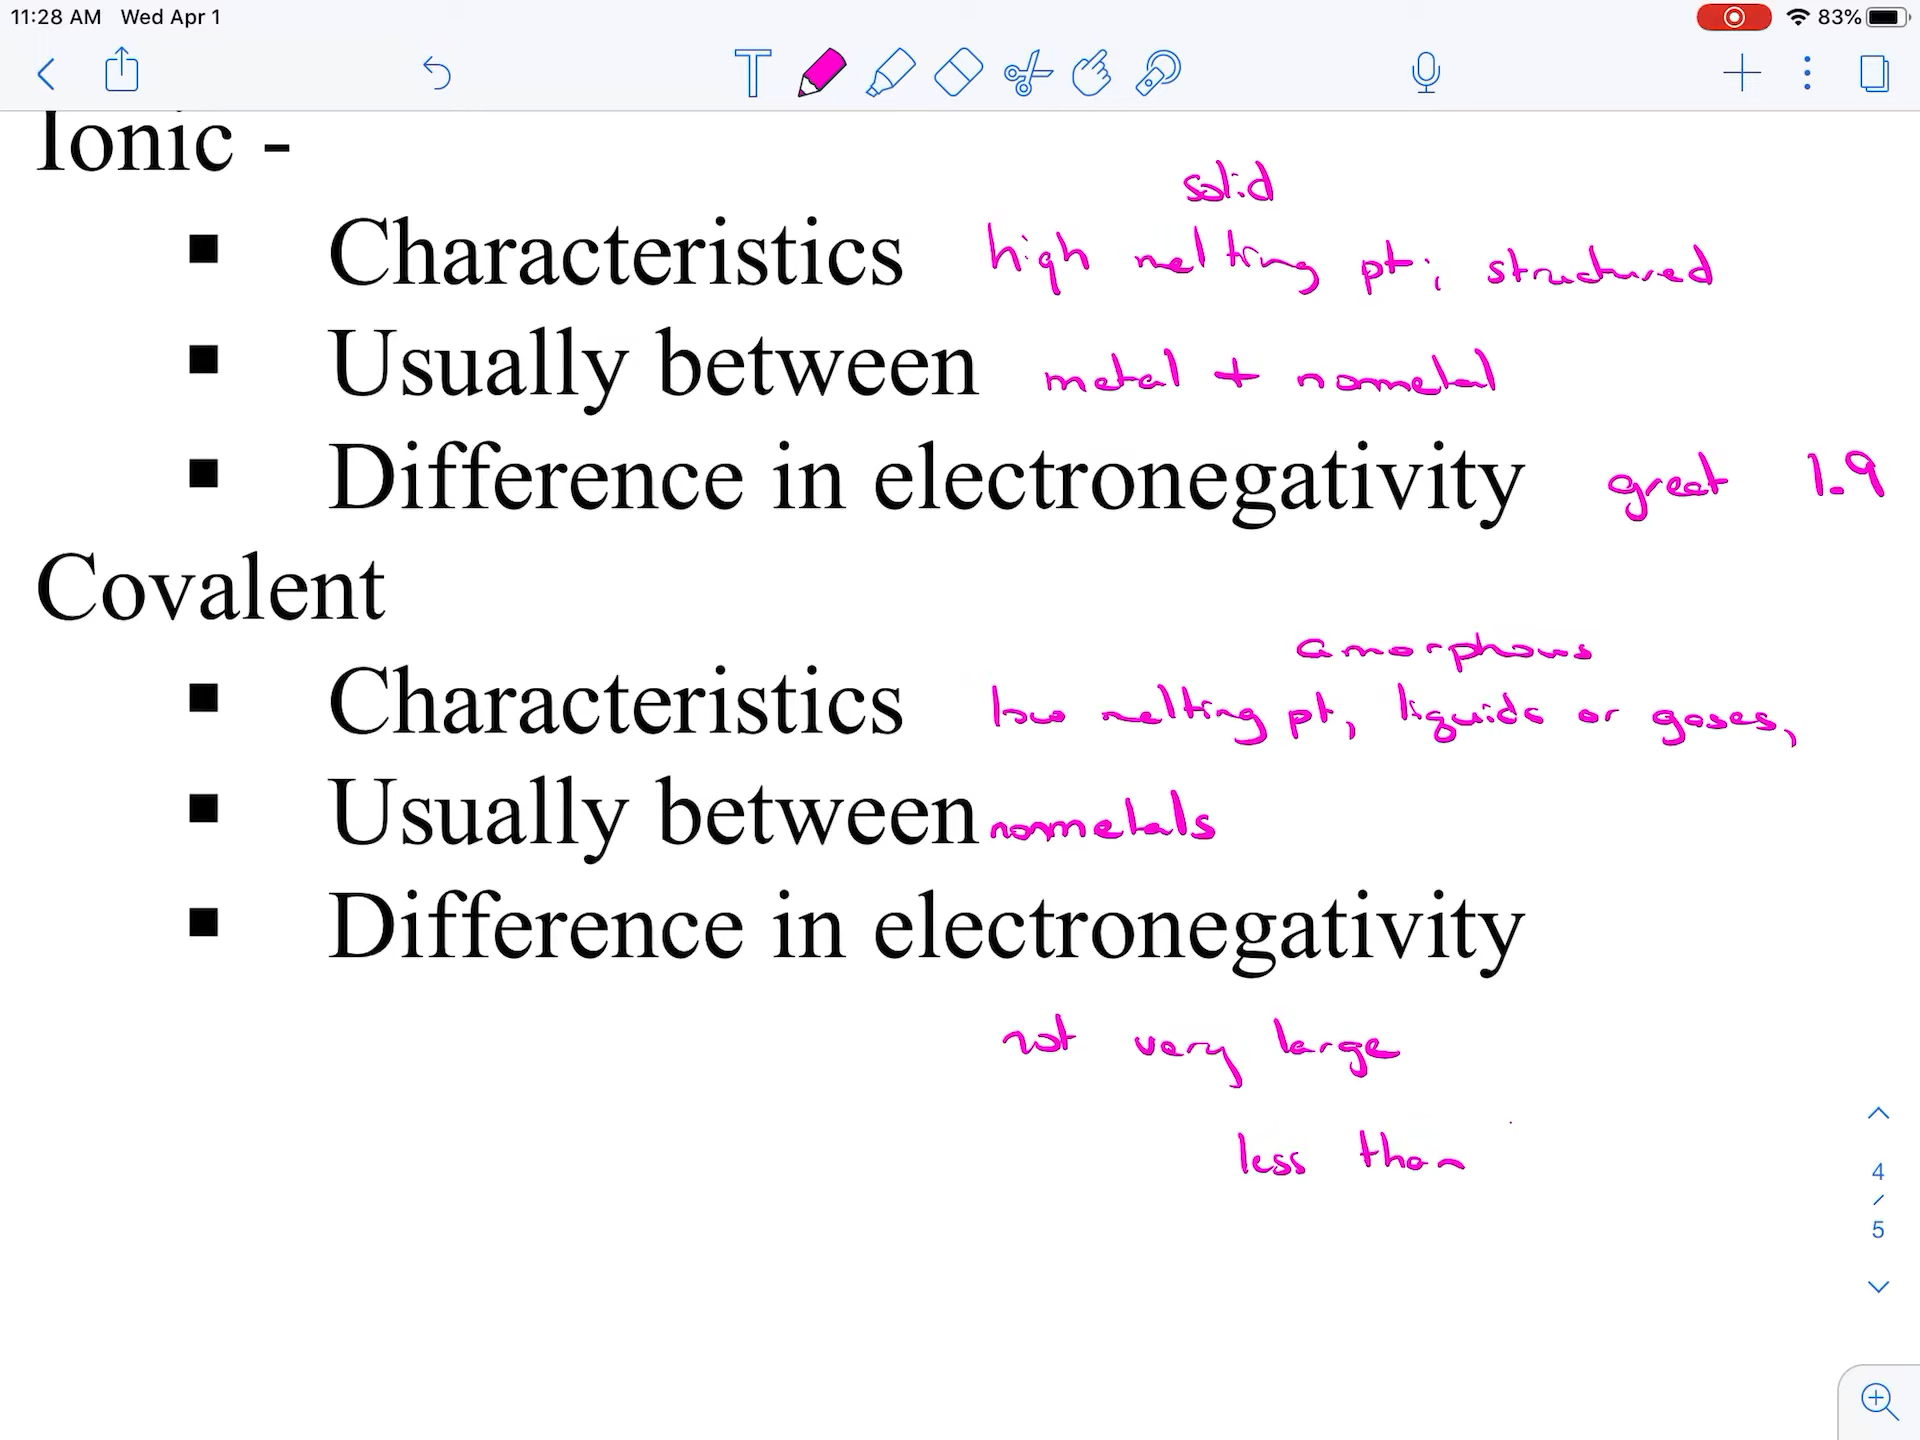 11:28 AM Wed Apr 1 83%
T
Ionic -
solid
▪ Characteristics high melting pt; structured
▪ Usually between metal + nonmetal
▪ Difference in electronegativity great 1.9
Covalent
amorphous
▪ Characteristics low melting pt, liquids or gases,
▪ Usually between nonmetals
▪ Difference in electronegativity
not very large
less than
4
/
5